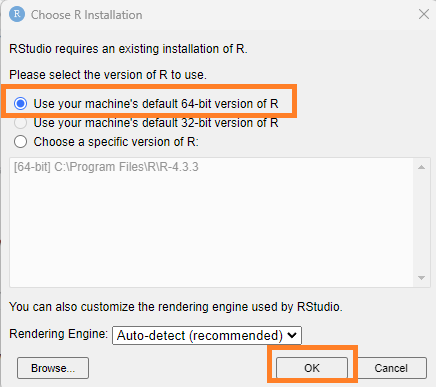 R Choose R Installation
RStudio requires an existing installation of R.
Please select the version of R to use.
Use your machine's default 64-bit version of R
Use your machine's default 32-bit version of R
Choose a specific version of R:
[64-bit] C:\Program Files\R\R-4.3.3
You can also customize the rendering engine used by RStudio.
Rendering Engine: Auto-detect (recommended)
Browse... OK Cancel